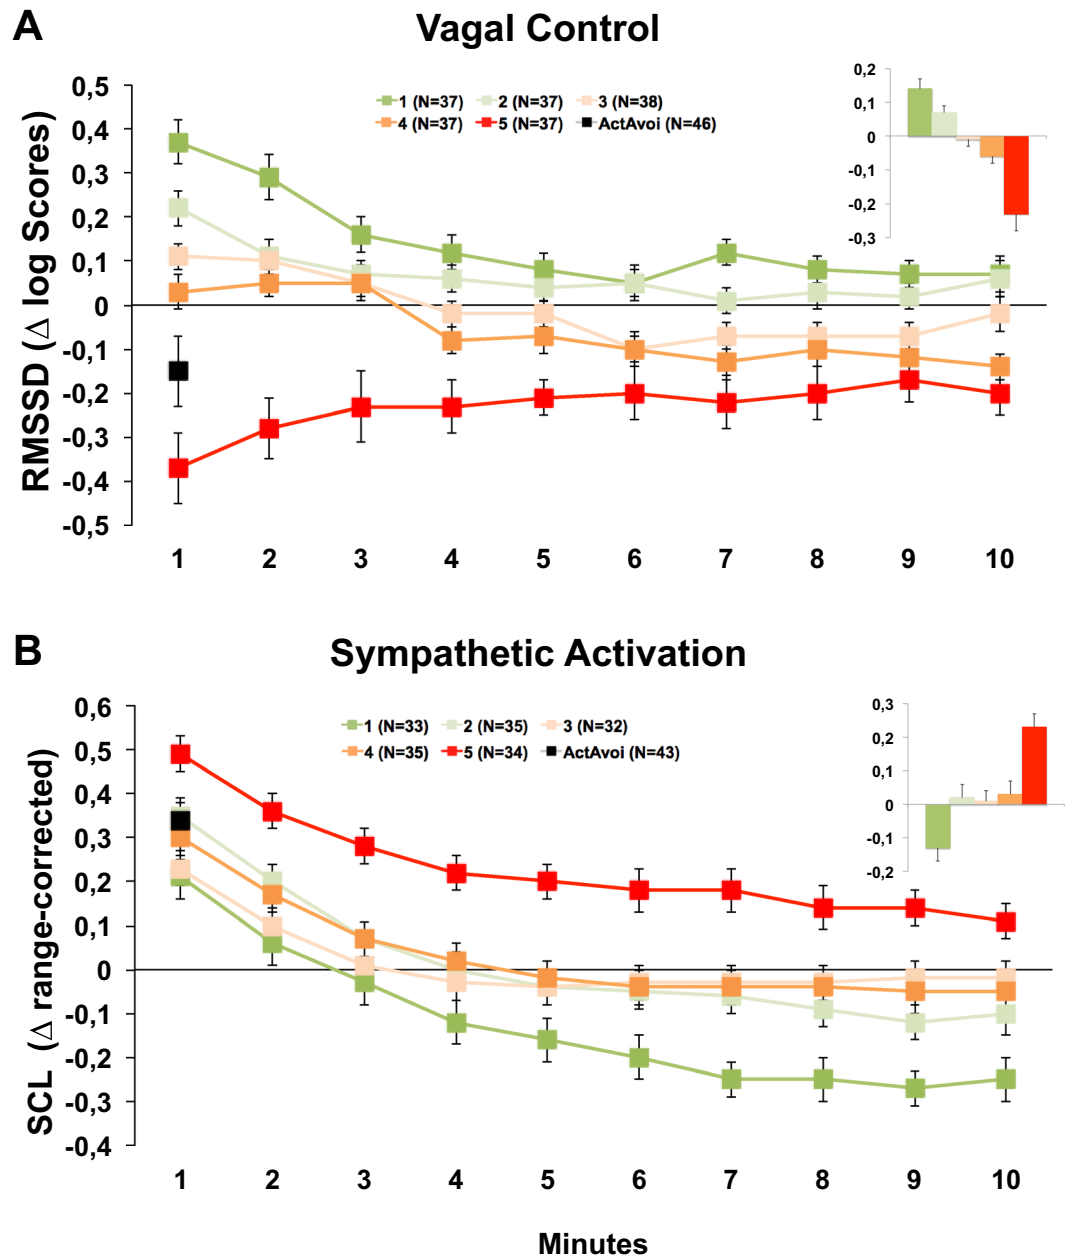 A
Vagal Control
RMSSD (Δ log Scores)
0,5
0,4
0,3
0,2
0,1
0
-0,1
-0,2
-0,3
-0,4
-0,5
1 (N=37) 2 (N=37) 3 (N=38)
4 (N=37) 5 (N=37) ActAvoi (N=46)
0,2
0,1
0
-0,1
-0,2
-0,3
1 2 3 4 5 6 7 8 9 10
B
Sympathetic Activation
SCL (Δ range-corrected)
0,6
0,5
0,4
0,3
0,2
0,1
0
-0,1
-0,2
-0,3
-0,4
1 (N=33) 2 (N=35) 3 (N=32)
4 (N=35) 5 (N=34) ActAvoi (N=43)
0,3
0,2
0,1
0
-0,1
-0,2
1 2 3 4 5 6 7 8 9 10
Minutes